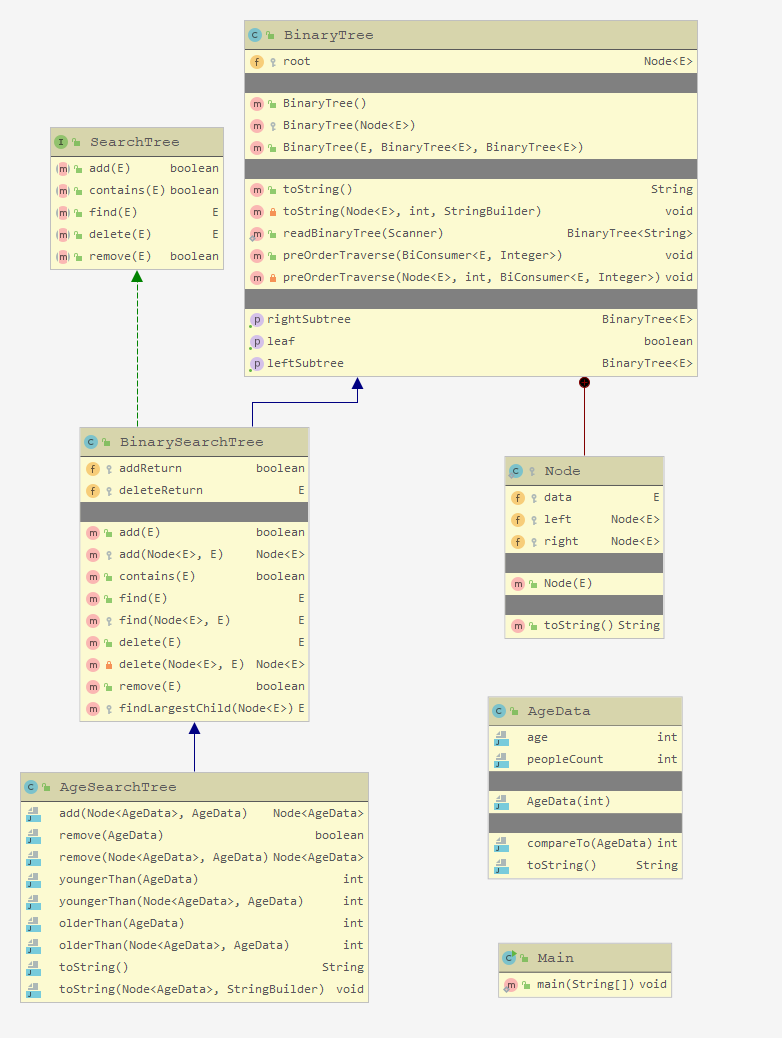 BinaryTree
root Node<E>
BinaryTree()
BinaryTree(Node<E>)
BinaryTree(E, BinaryTree<E>, BinaryTree<E>)
toString() String
toString(Node<E>, int, StringBuilder) void
readBinaryTree(Scanner) BinaryTree<String>
preOrderTraverse(BiConsumer<E, Integer>) void
preOrderTraverse(Node<E>, int, BiConsumer<E, Integer>) void
rightSubtree BinaryTree<E>
leaf boolean
leftSubtree BinaryTree<E>
SearchTree
add(E) boolean
contains(E) boolean
find(E) E
delete(E) E
remove(E) boolean
BinarySearchTree
addReturn boolean
deleteReturn E
add(E) boolean
add(Node<E>, E) Node<E>
contains(E) boolean
find(E) E
find(Node<E>, E) E
delete(E) E
delete(Node<E>, E) Node<E>
remove(E) boolean
findLargestChild(Node<E>) E
Node
data E
left Node<E>
right Node<E>
Node(E)
toString() String
AgeData
age int
peopleCount int
AgeData(int)
compareTo(AgeData) int
toString() String
AgeSearchTree
add(Node<AgeData>, AgeData) Node<AgeData>
remove(AgeData) boolean
remove(Node<AgeData>, AgeData) Node<AgeData>
youngerThan(AgeData) int
youngerThan(Node<AgeData>, AgeData) int
olderThan(AgeData) int
olderThan(Node<AgeData>, AgeData) int
toString() String
toString(Node<AgeData>, StringBuilder) void
Main
main(String[]) void